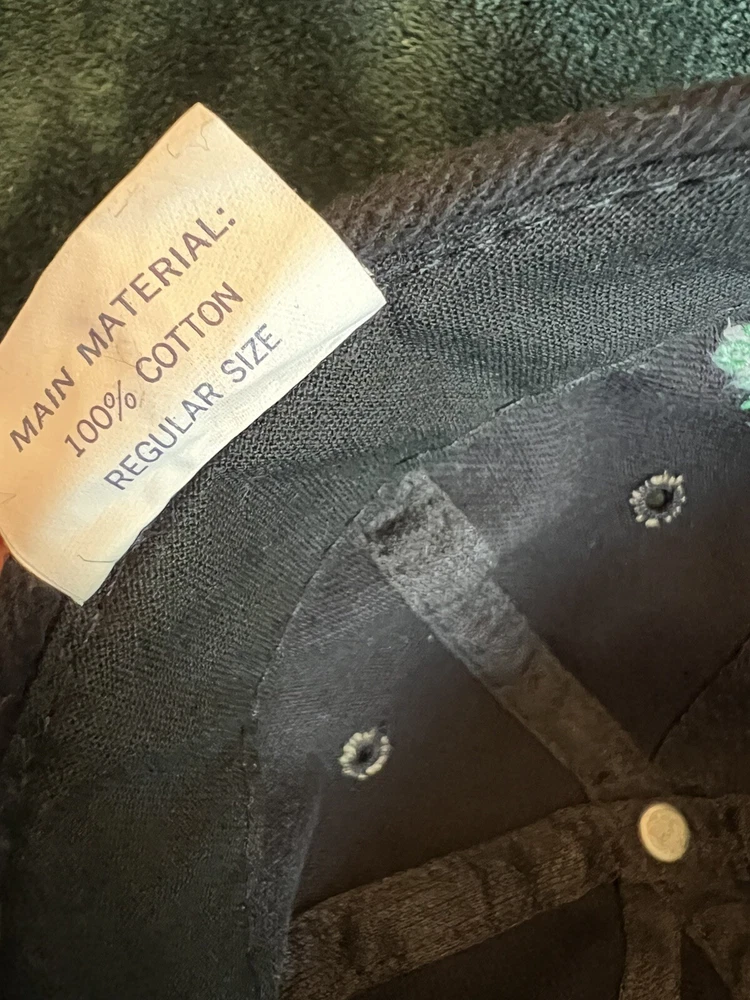 MAIN MATERIAL:
100% COTTON
REGULAR SIZE